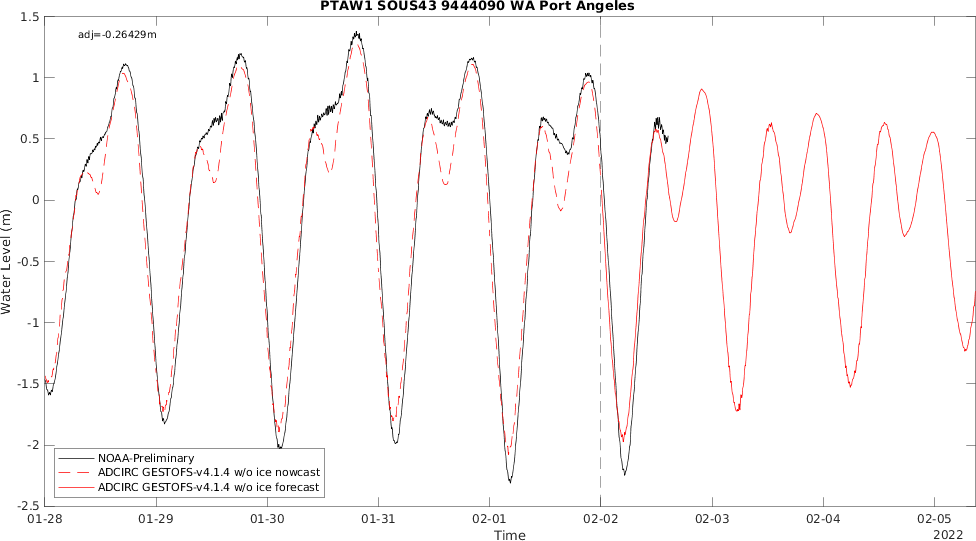 PTAW1 SOUS43 9444090 WA Port Angeles
adj=-0.26429m
1.5
1
0.5
0
-0.5
-1
-1.5
-2
-2.5
Water Level (m)
NOAA-Preliminary
ADCIRC GESTOFS-v4.1.4 w/o ice nowcast
ADCIRC GESTOFS-v4.1.4 w/o ice forecast
01-28 01-29 01-30 01-31 02-01 02-02 02-03 02-04 02-05
Time
2022